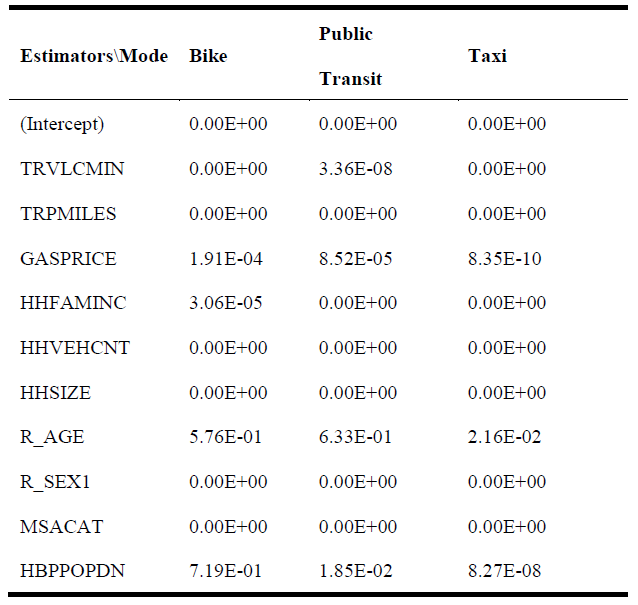 Estimators\Mode Bike Public Transit Taxi
(Intercept) 0.00E+00 0.00E+00 0.00E+00
TRVLCMIN 0.00E+00 3.36E-08 0.00E+00
TRPMILES 0.00E+00 0.00E+00 0.00E+00
GASPRICE 1.91E-04 8.52E-05 8.35E-10
HHFAMINC 3.06E-05 0.00E+00 0.00E+00
HHVEHCNT 0.00E+00 0.00E+00 0.00E+00
HHSIZE 0.00E+00 0.00E+00 0.00E+00
R_AGE 5.76E-01 6.33E-01 2.16E-02
R_SEX1 0.00E+00 0.00E+00 0.00E+00
MSACAT 0.00E+00 0.00E+00 0.00E+00
HBPPOPDN 7.19E-01 1.85E-02 8.27E-08